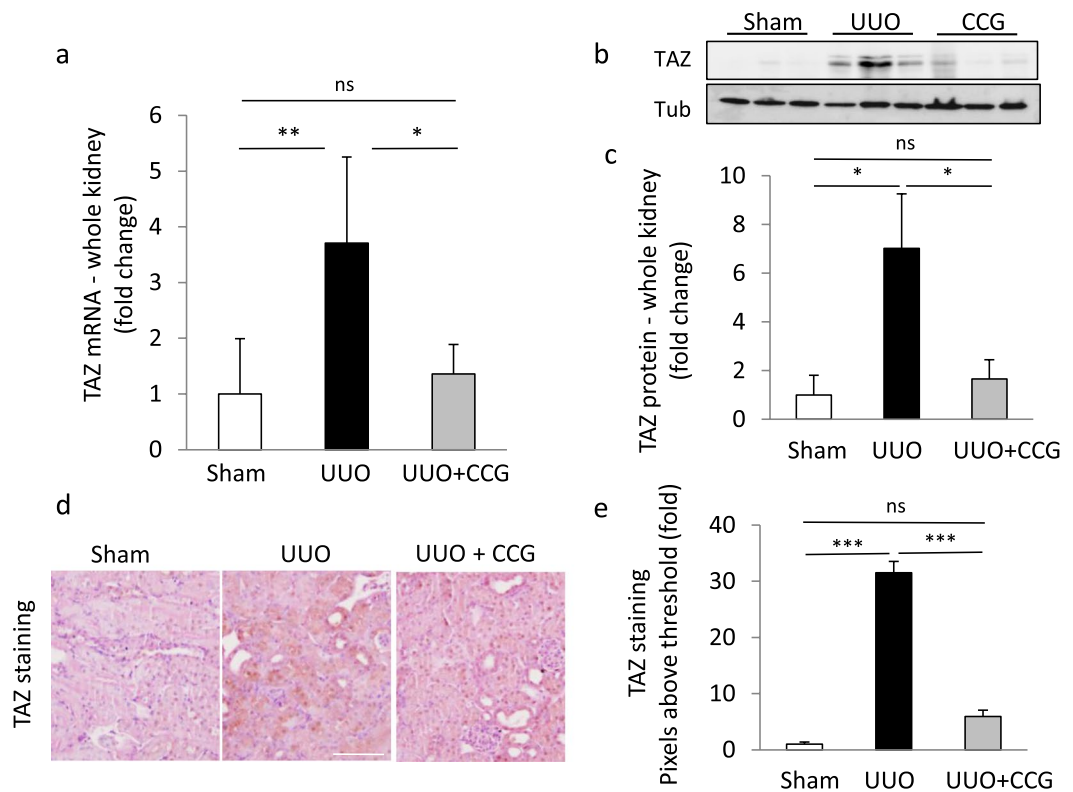 a
TAZ mRNA - whole kidney
(fold change)
6
5
4
3
2
1
0
ns
**
*
Sham UUO UUO+CCG
b
Sham UUO CCG
TAZ
Tub
c
TAZ protein - whole kidney
(fold change)
10
8
6
4
2
0
ns
*
*
Sham UUO UUO+CCG
d
Sham UUO UUO + CCG
TAZ staining
e
TAZ staining
Pixels above threshold (fold)
40
30
20
10
0
ns
***
***
Sham UUO UUO+CCG